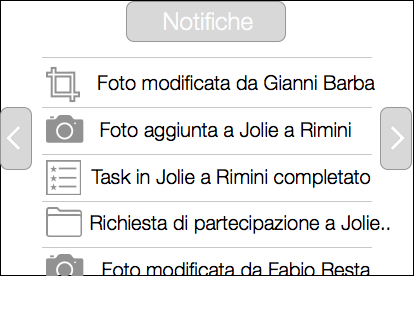 Notifiche
Foto modificata da Gianni Barba
Foto aggiunta a Jolie a Rimini
Task in Jolie a Rimini completato
Richiesta di partecipazione a Jolie..
Foto modificata da Fabio Resta